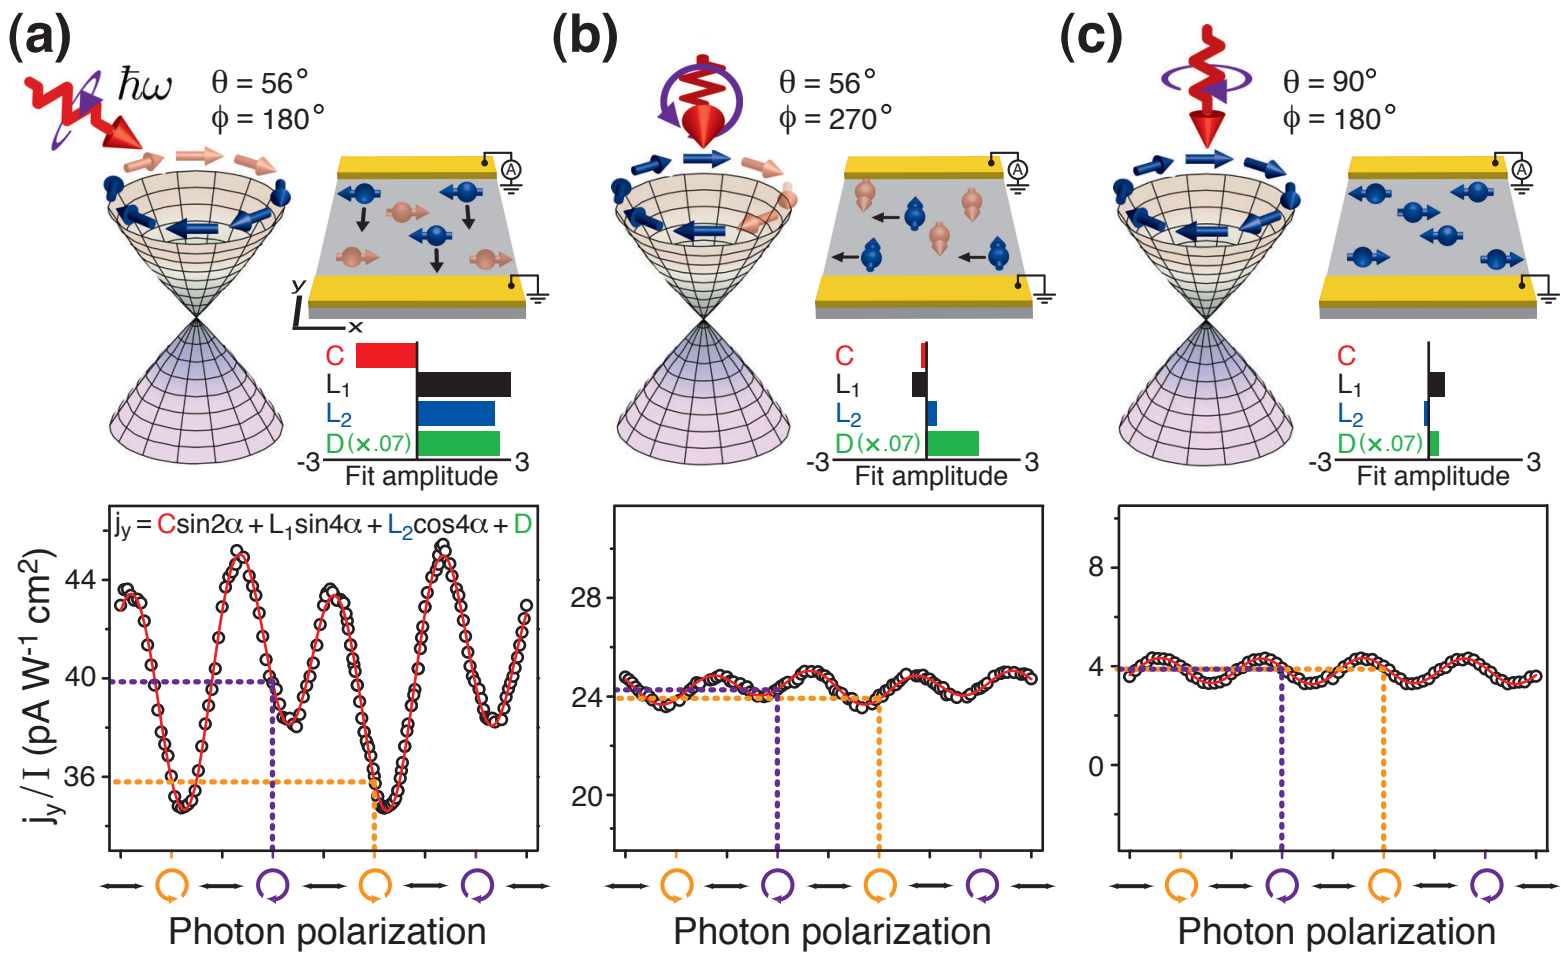 (a)
ħω
θ = 56°
ϕ = 180°
A
y
x
C
L1
L2
D(×.07)
-3
Fit amplitude
3
jy = Csin2α + L1sin4α + L2cos4α + D
44
40
36
jy / I (pA W-1 cm2)
Photon polarization
(b)
θ = 56°
ϕ = 270°
A
C
L1
L2
D(×.07)
-3
Fit amplitude
3
28
24
20
Photon polarization
(c)
θ = 90°
ϕ = 180°
A
C
L1
L2
D(×.07)
-3
Fit amplitude
3
8
4
0
Photon polarization